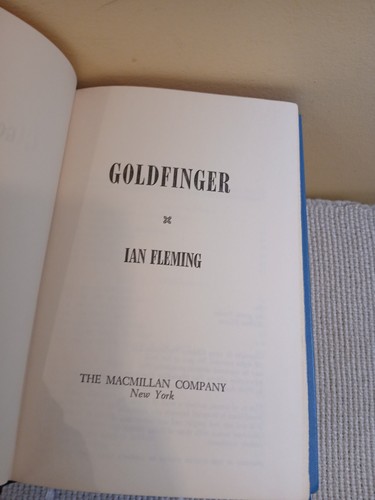 GOLDFINGER
IAN FLEMING
THE MACMILLAN COMPANY
New York